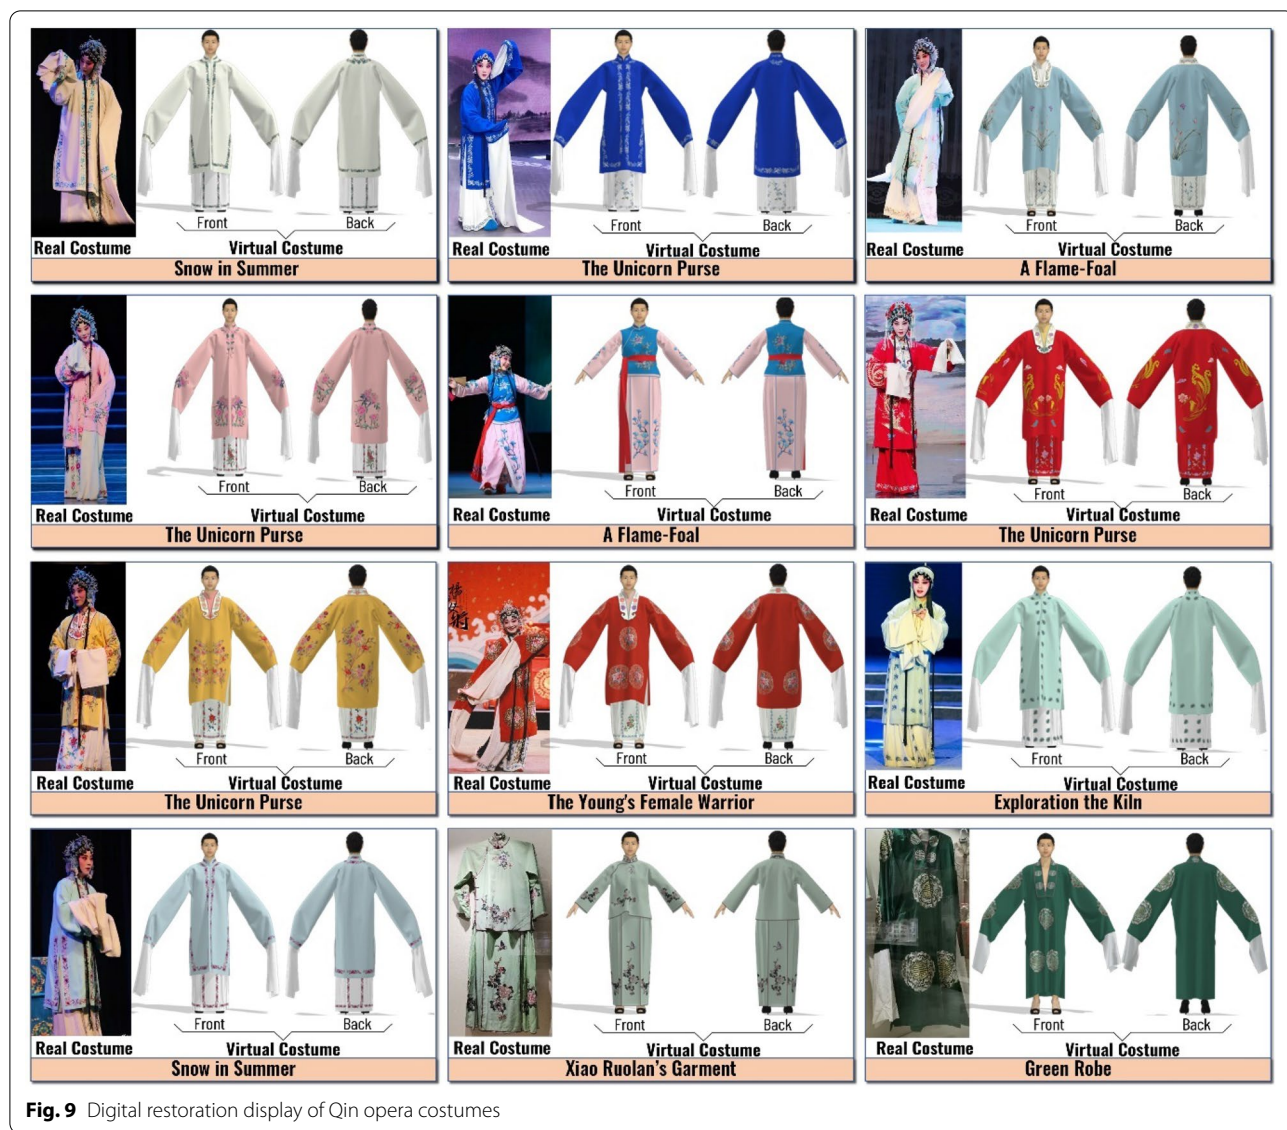 Front Back
Real Costume Virtual Costume
Snow in Summer
Front Back
Real Costume Virtual Costume
The Unicorn Purse
Front Back
Real Costume Virtual Costume
A Flame-Foal
Front Back
Real Costume Virtual Costume
The Unicorn Purse
Front Back
Real Costume Virtual Costume
A Flame-Foal
Front Back
Real Costume Virtual Costume
The Unicorn Purse
Front Back
Real Costume Virtual Costume
The Unicorn Purse
Front Back
Real Costume Virtual Costume
The Young's Female Warrior
Front Back
Real Costume Virtual Costume
Exploration the Kiln
Front Back
Real Costume Virtual Costume
Snow in Summer
Front Back
Real Costume Virtual Costume
Xiao Ruolan's Garment
Front Back
Real Costume Virtual Costume
Green Robe
Fig. 9 Digital restoration display of Qin opera costumes